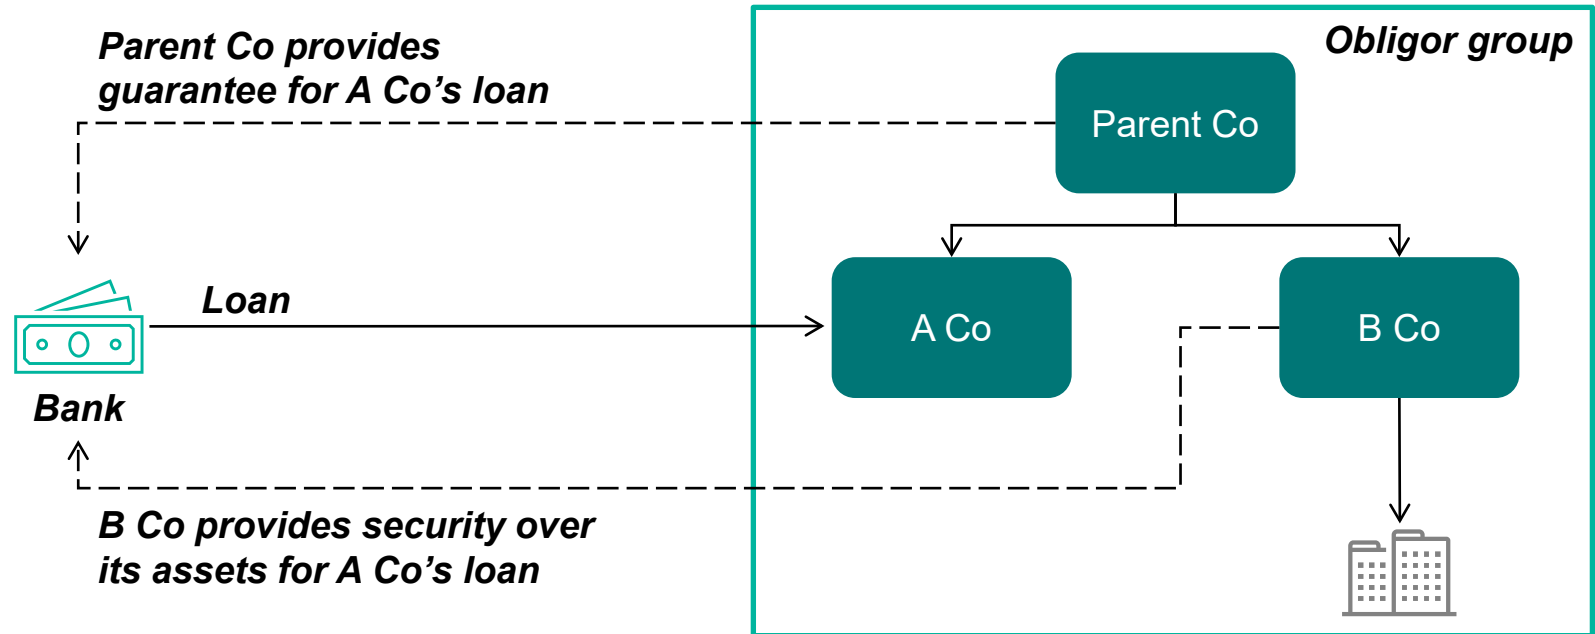 Parent Co provides
guarantee for A Co’s loan
Obligor group
Parent Co
Loan
A Co
B Co
Bank
B Co provides security over
its assets for A Co’s loan